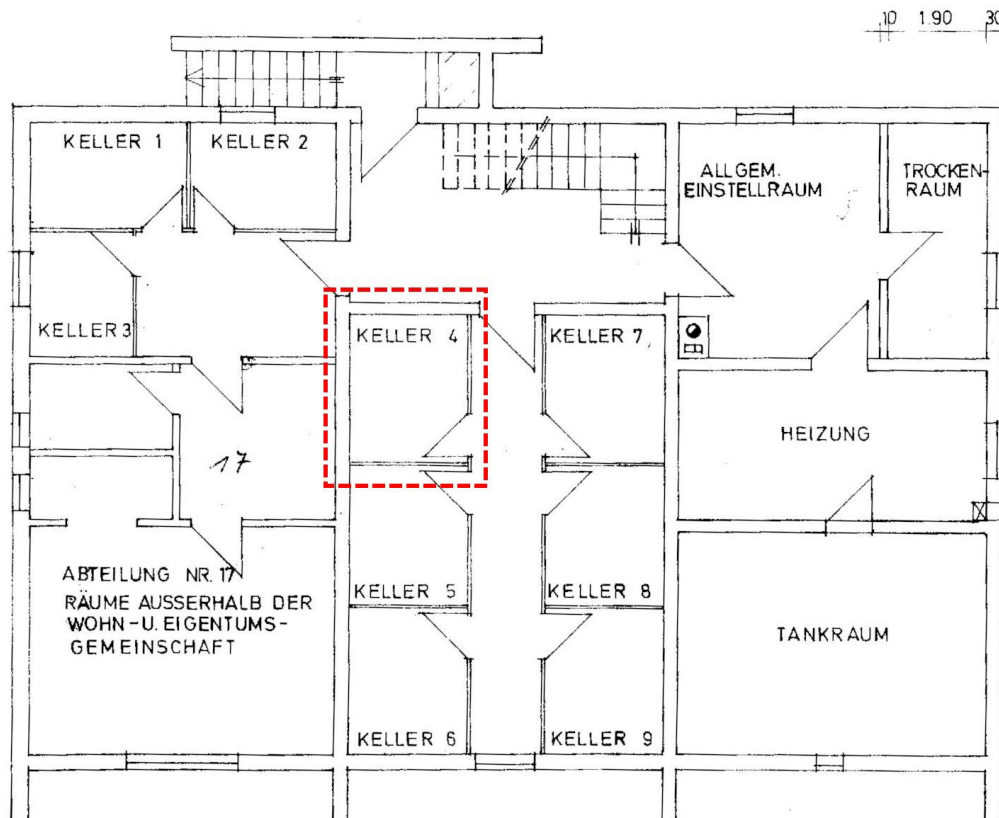 10 1.90 30
KELLER 1
KELLER 2
ALLGEM.
EINSTELLRAUM
TROCKEN-
RAUM
KELLER 3
KELLER 4
KELLER 7
HEIZUNG
17
ABTEILUNG NR. 17
RÄUME AUSSERHALB DER
WOHN-U. EIGENTUMS-
GEMEINSCHAFT
KELLER 5
KELLER 8
TANKRAUM
KELLER 6
KELLER 9